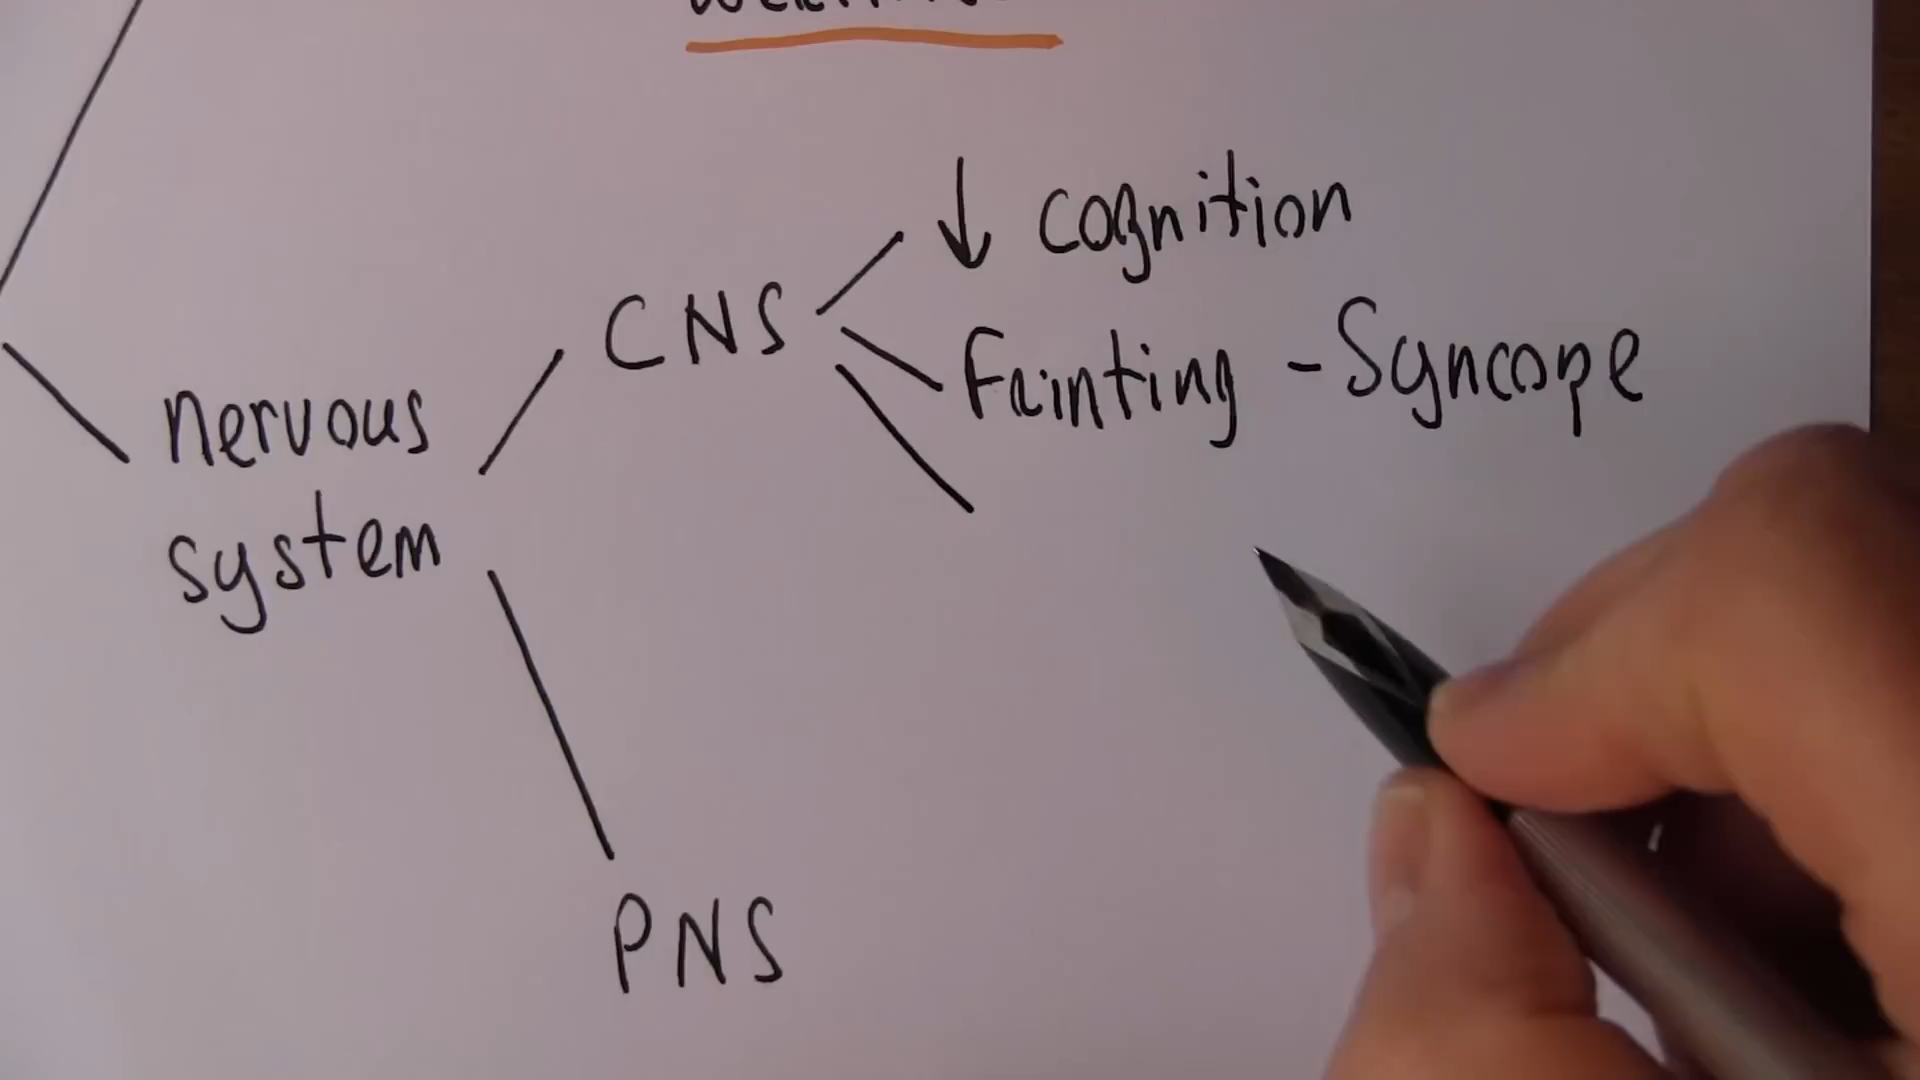 ↓ cognition
Fainting - Syncope
CNS
nervous
system
PNS